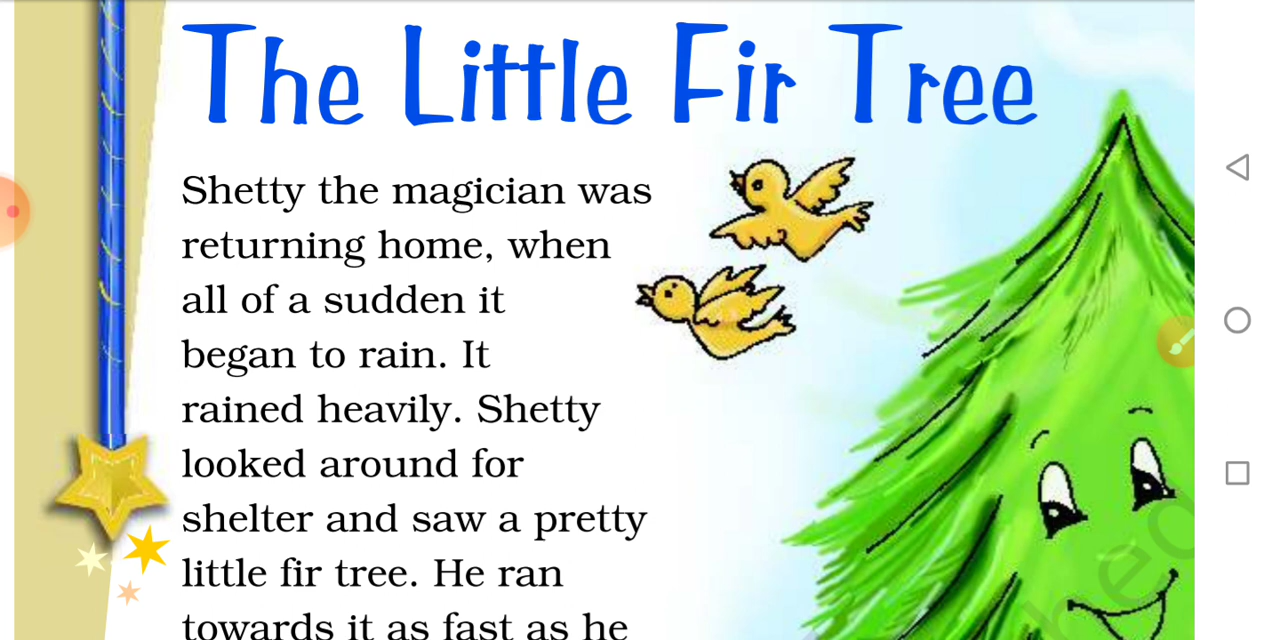 The Little Fir Tree
Shetty the magician was
returning home, when
all of a sudden it
began to rain. It
rained heavily. Shetty
looked around for
shelter and saw a pretty
little fir tree. He ran
towards it as fast as he